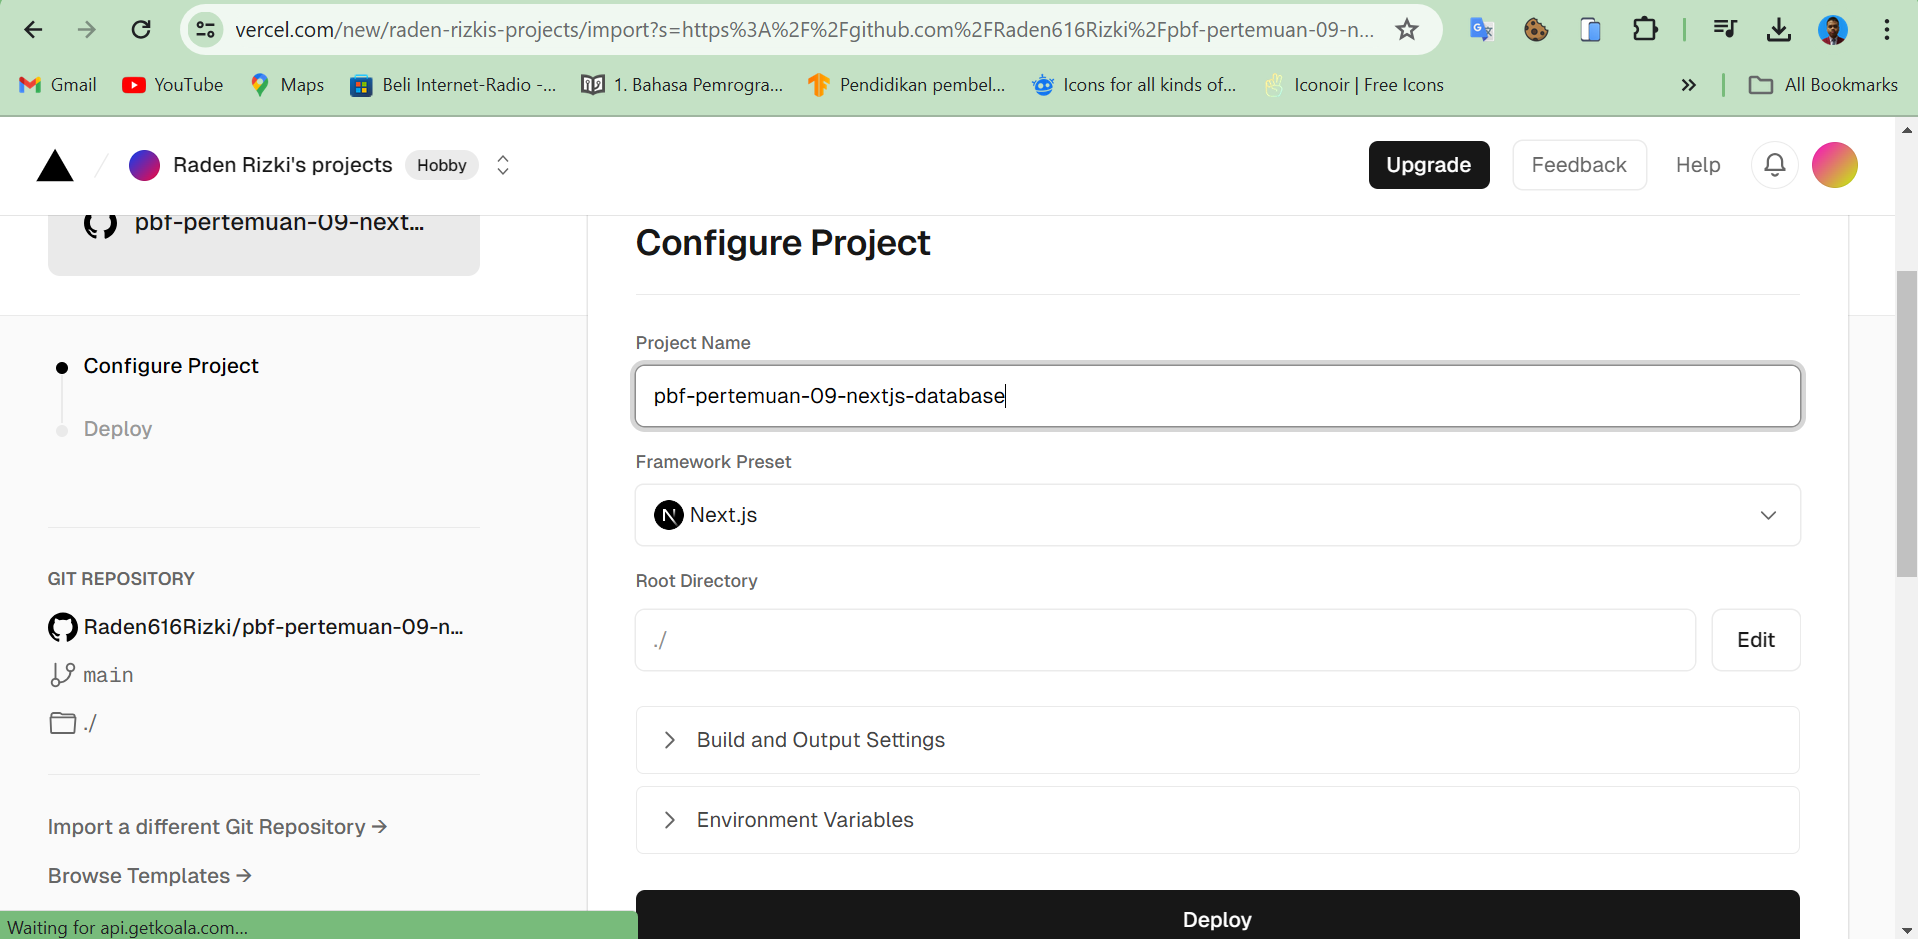 vercel.com/new/raden-rizkis-projects/import?s=https%3A%2F%2Fgithub.com%2FRaden616Rizki%2Fpbf-pertemuan-09-n...
Gmail
YouTube
Maps
Beli Internet-Radio -...
1. Bahasa Pemrogra...
Pendidikan pembel...
Icons for all kinds of...
Iconoir | Free Icons
»
All Bookmarks
Raden Rizki's projects
Hobby
Upgrade
Feedback
Help
pbf-pertemuan-09-next...
Configure Project
Deploy
GIT REPOSITORY
Raden616Rizki/pbf-pertemuan-09-n...
main
./
Import a different Git Repository →
Browse Templates →
Configure Project
Project Name
pbf-pertemuan-09-nextjs-database
Framework Preset
Next.js
Root Directory
./
Edit
Build and Output Settings
Environment Variables
Deploy
Waiting for api.getkoala.com...